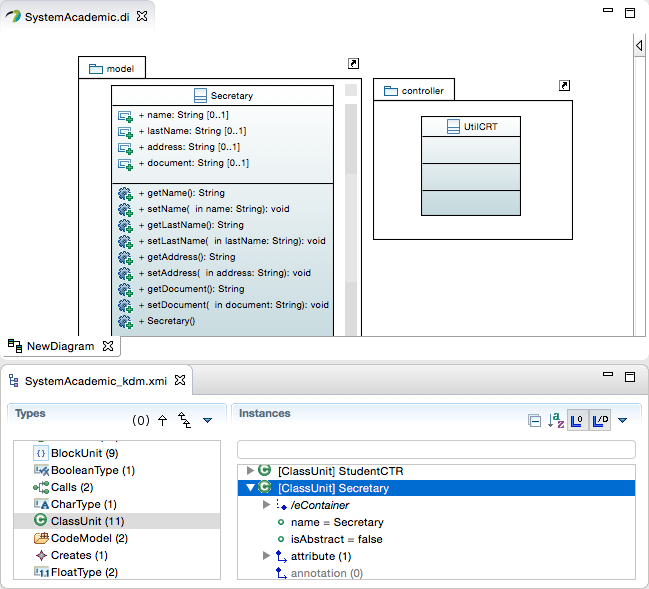 SystemAcademic.di
model
Secretary
+ name: String [0..1]
+ lastName: String [0..1]
+ address: String [0..1]
+ document: String [0..1]
+ getName(): String
+ setName( in name: String): void
+ getLastName(): String
+ setLastName( in lastName: String): void
+ getAddress(): String
+ setAddress( in address: String): void
+ getDocument(): String
+ setDocument( in document: String): void
+ Secretary()
controller
UtilCRT
NewDiagram
SystemAcademic_kdm.xmi
Types
(0)
BlockUnit (9)
BooleanType (1)
Calls (2)
CharType (1)
ClassUnit (11)
CodeModel (2)
Creates (1)
FloatType (2)
Instances
[ClassUnit] StudentCTR
[ClassUnit] Secretary
/eContainer
name = Secretary
isAbstract = false
attribute (1)
annotation (0)